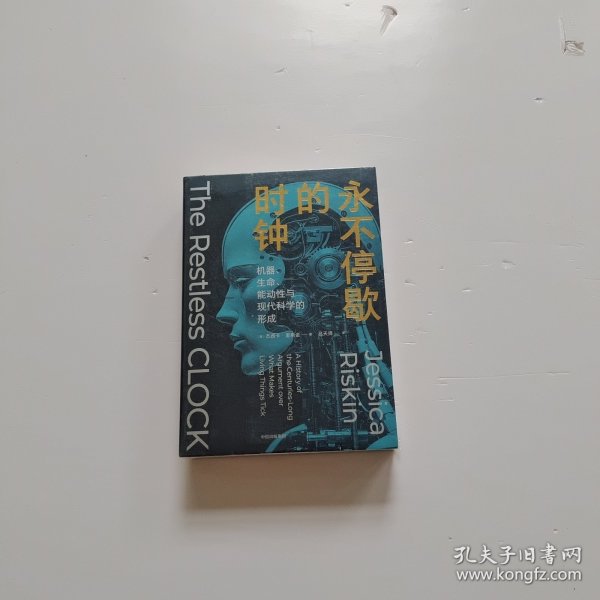 永不停歇
的
时钟
机器、
生命、
能动性与
现代科学的
形成
The Restless CLOCK
Jessica
Riskin
A History of
the Centuries-Long
Argument over
What Makes
Living Things Tick
孔夫子旧书网
www.kongfz.com